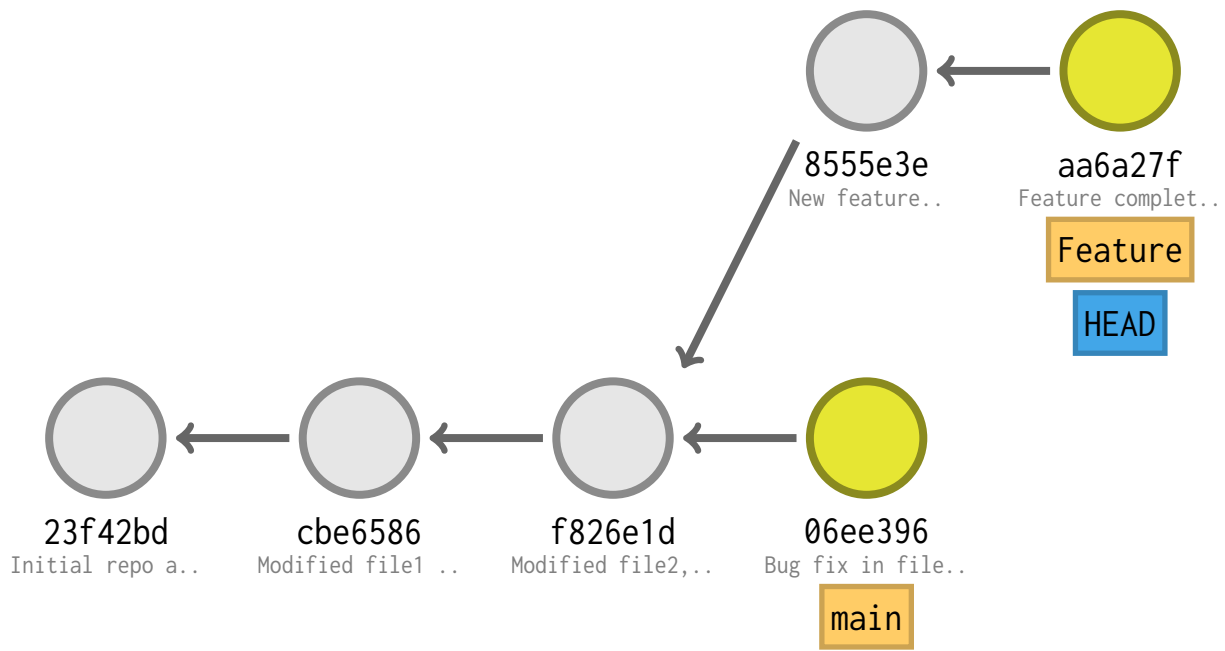 8555e3e
New feature..
aa6a27f
Feature complet..
Feature
HEAD
23f42bd
Initial repo a..
cbe6586
Modified file1 ..
f826e1d
Modified file2,..
06ee396
Bug fix in file..
main